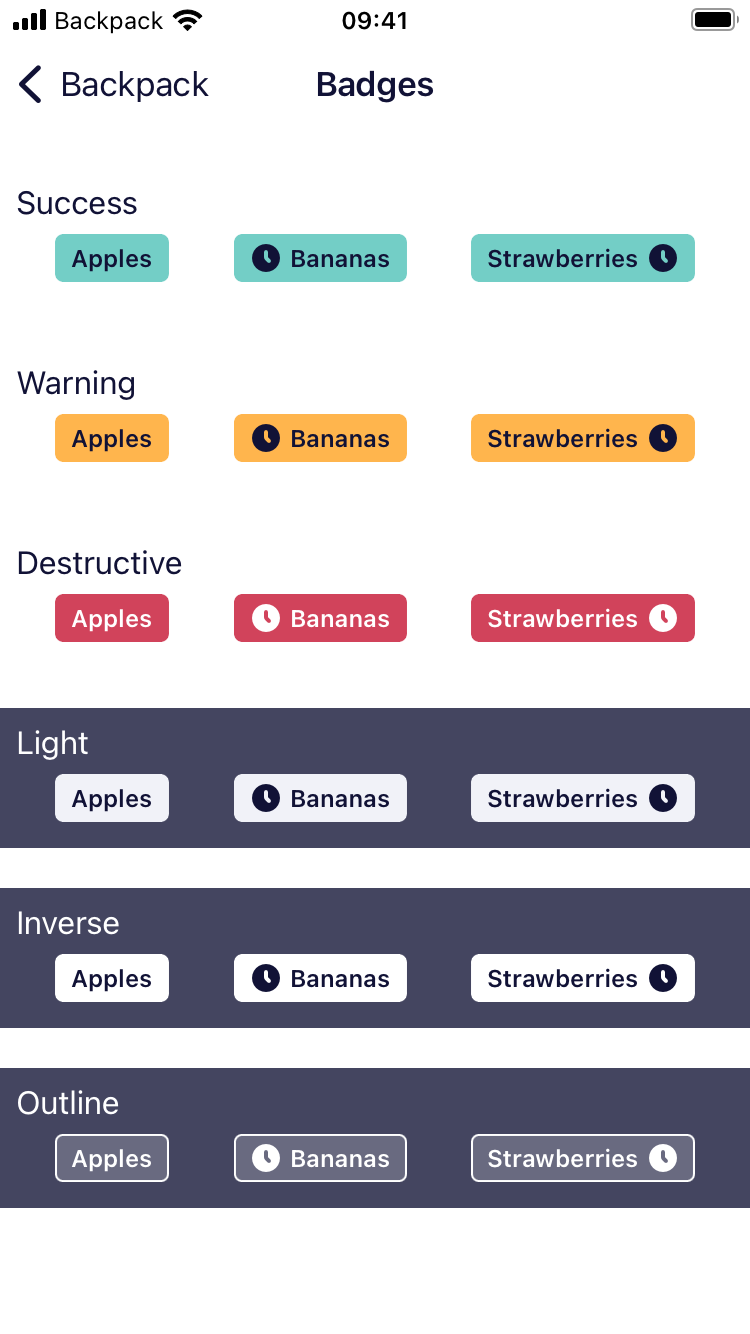 Backpack 09:41
Backpack Badges
Success
Apples Bananas Strawberries
Warning
Apples Bananas Strawberries
Destructive
Apples Bananas Strawberries
Light
Apples Bananas Strawberries
Inverse
Apples Bananas Strawberries
Outline
Apples Bananas Strawberries